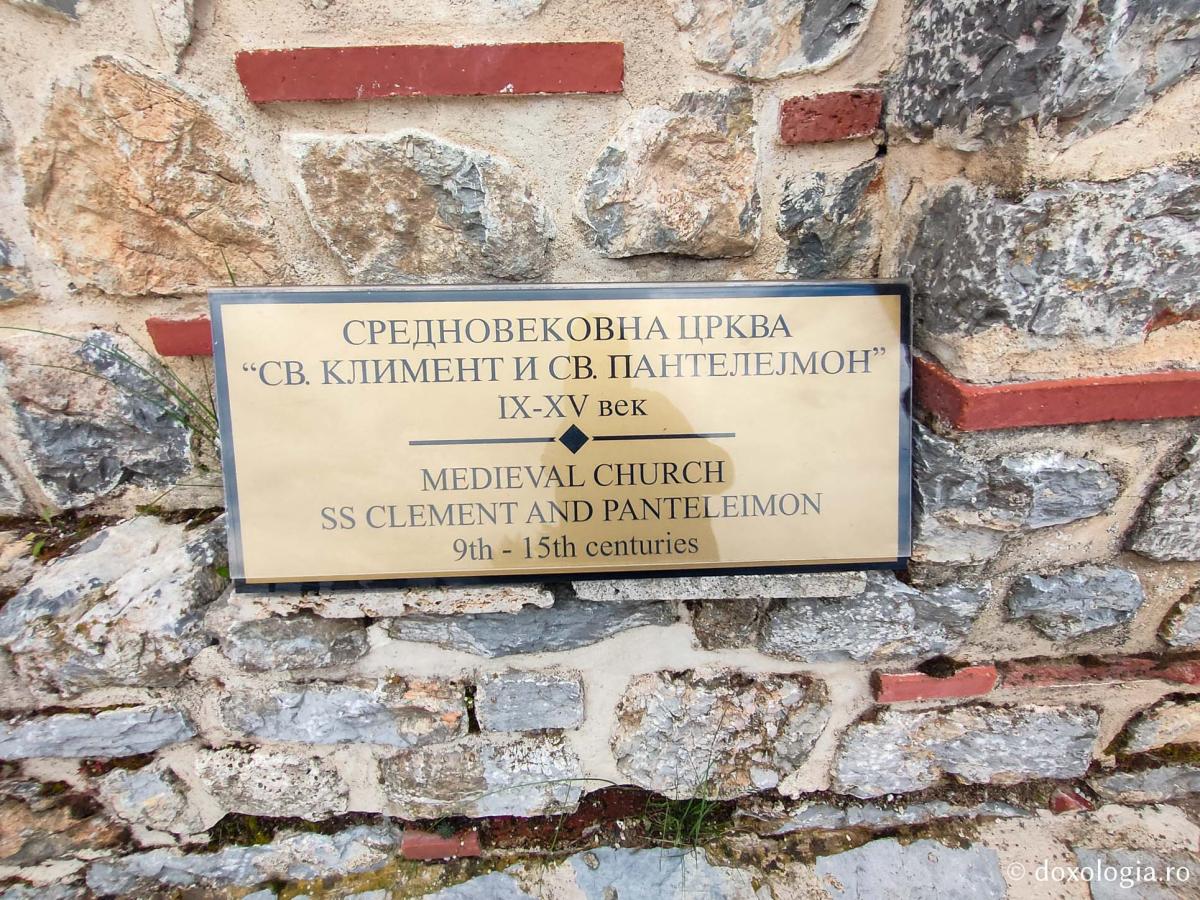 СРЕДНОВЕКОВНА ЦРКВА
“СВ. КЛИМЕНТ И СВ. ПАНТЕЛЕЈМОН”
IX-XV век
MEDIEVAL CHURCH
SS CLEMENT AND PANTELEIMON
9th - 15th centuries
© doxologia.ro